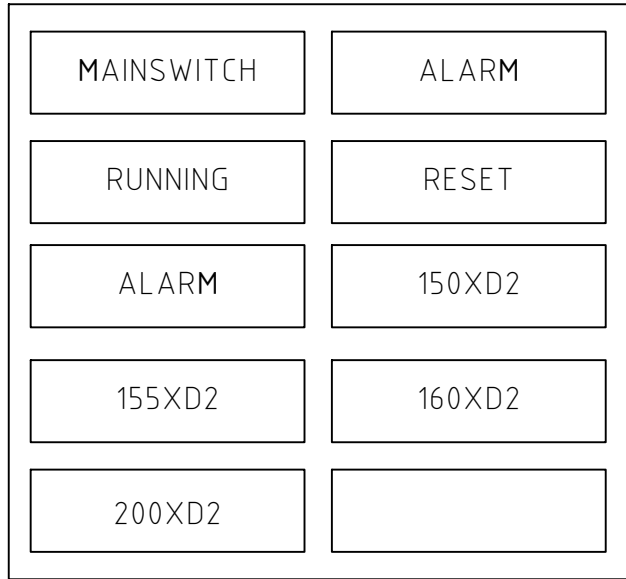 MAINSWITCH
ALARM
RUNNING
RESET
ALARM
150XD2
155XD2
160XD2
200XD2